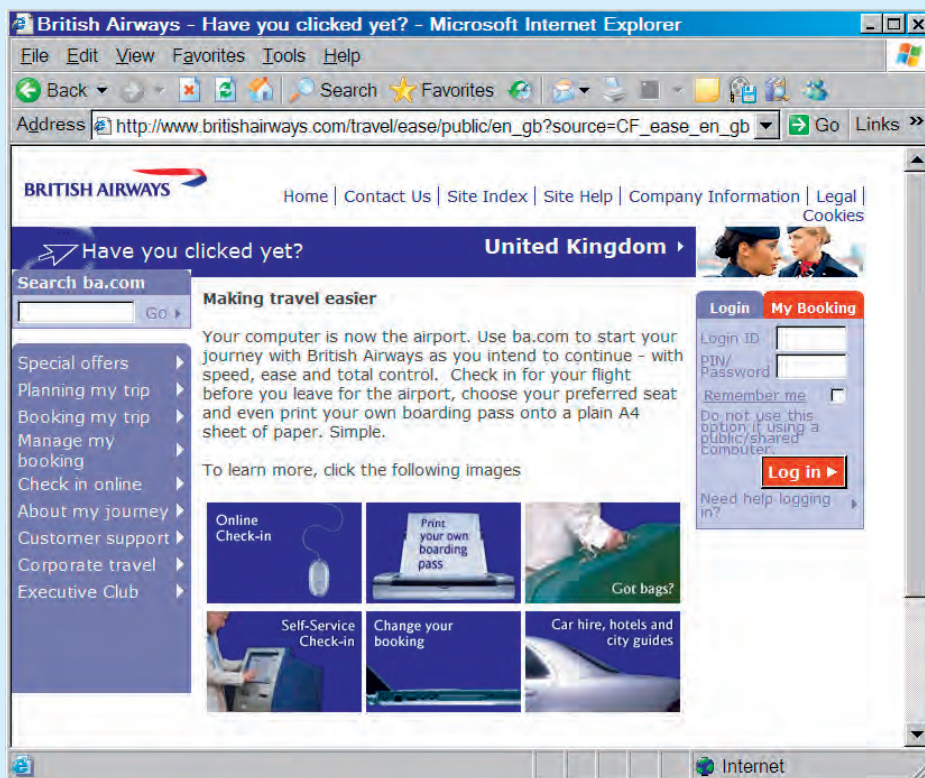 British Airways - Have you clicked yet? - Microsoft Internet Explorer
File Edit View Favorites Tools Help
Back Search Favorites
Address http://www.britishairways.com/travel/ease/public/en_gb?source=CF_ease_en_gb Go Links »
BRITISH AIRWAYS
Home | Contact Us | Site Index | Site Help | Company Information | Legal |
Cookies
Have you clicked yet?
United Kingdom
Search ba.com
Go
Special offers
Planning my trip
Booking my trip
Manage my
booking
Check in online
About my journey
Customer support
Corporate travel
Executive Club
Making travel easier
Your computer is now the airport. Use ba.com to start your
journey with British Airways as you intend to continue - with
speed, ease and total control. Check in for your flight
before you leave for the airport, choose your preferred seat
and even print your own boarding pass onto a plain A4
sheet of paper. Simple.
To learn more, click the following images
Online
Check-in
Print
your own
boarding
pass
Got bags?
Self-Service
Check-in
Change your
booking
Car hire, hotels and
city guides
Login My Booking
Login ID
PIN/
Password
Remember me
Do not use this
option if using a
public/shared
computer.
Log in
Need help logging
in?
Internet